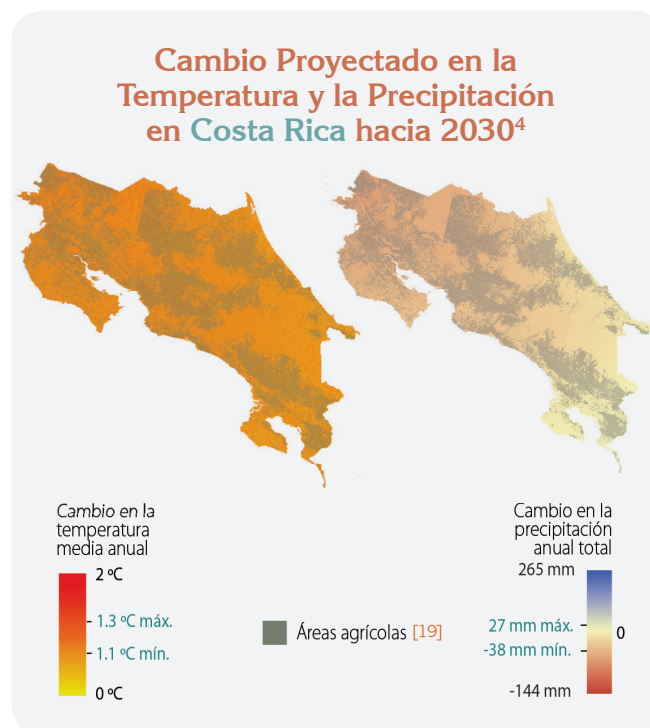 Cambio Proyectado en la
Temperatura y la Precipitación
en Costa Rica hacia 2030⁴
Cambio en la
temperatura
media anual
2 ºC
1.3 ºC máx.
1.1 ºC mín.
0 ºC
Áreas agrícolas [19]
Cambio en la
precipitación
anual total
265 mm
27 mm máx.
0
-38 mm mín.
-144 mm